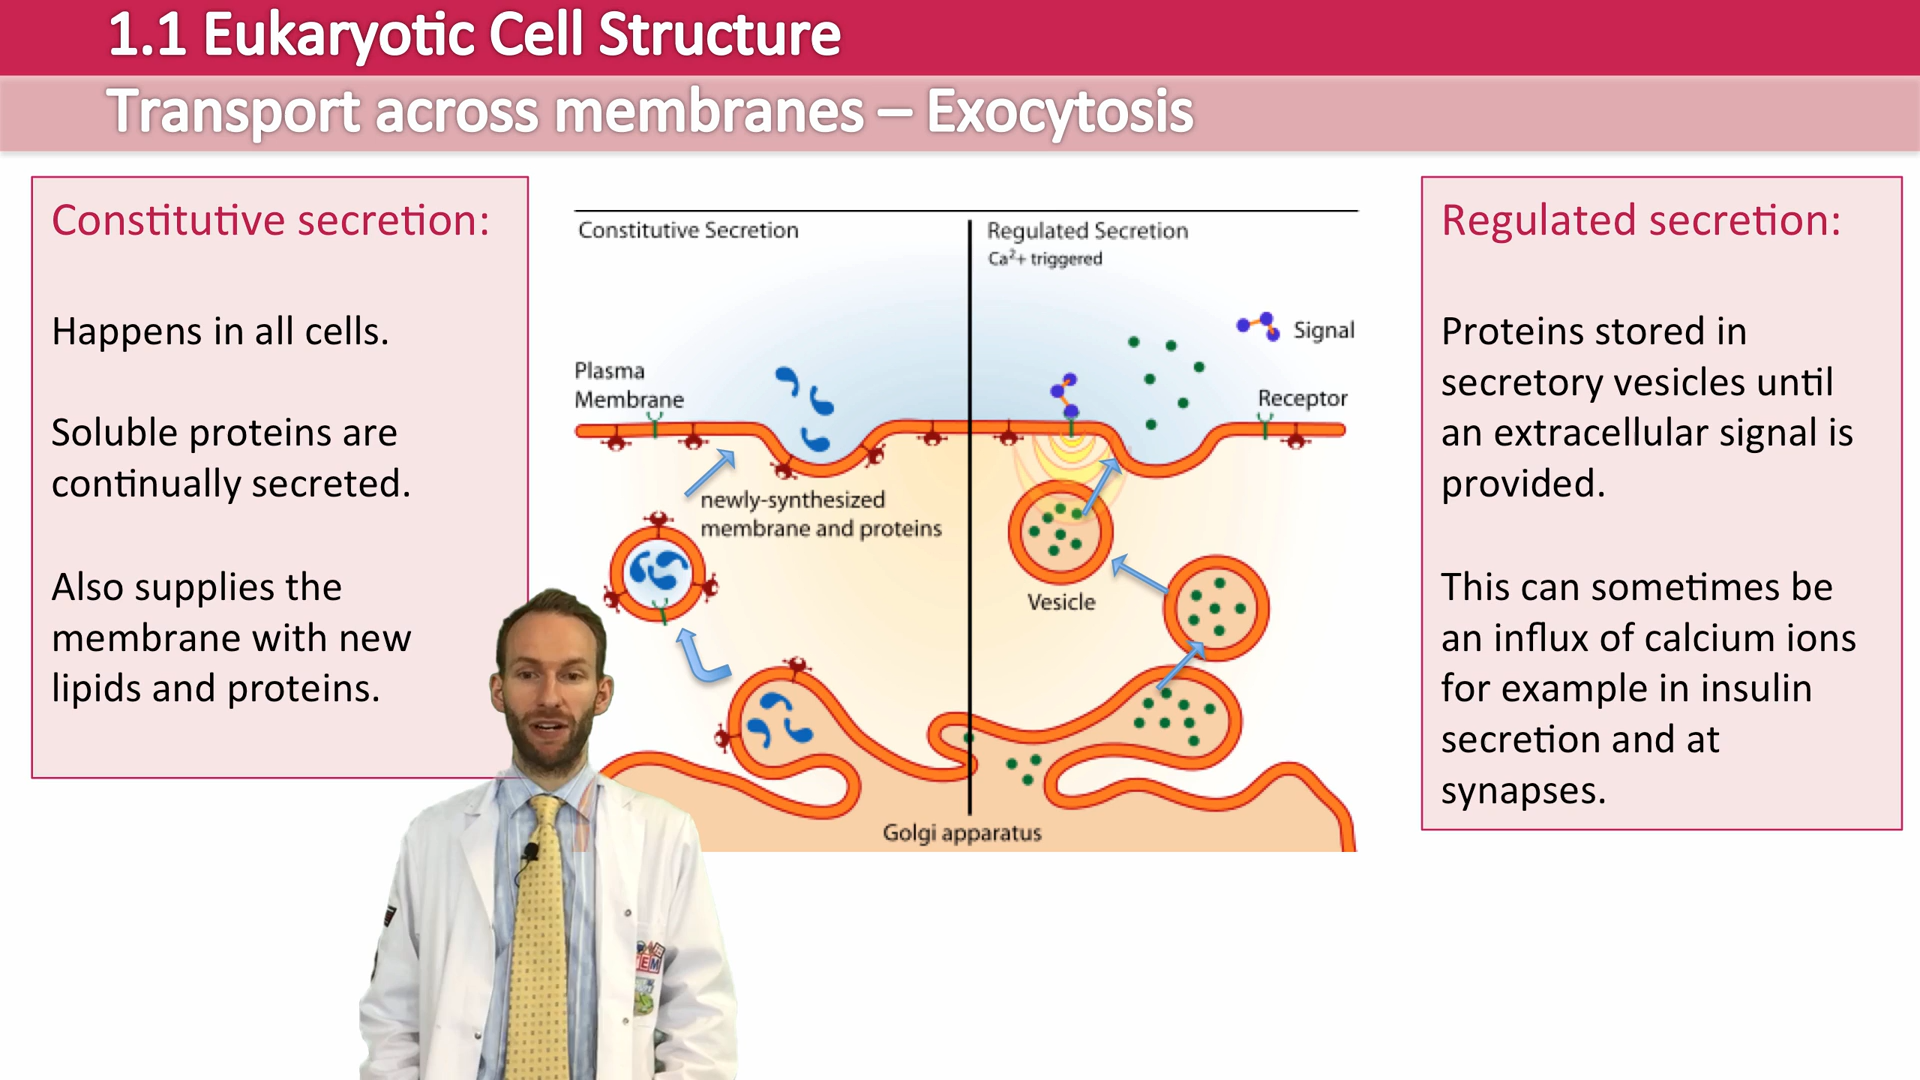 1.1 Eukaryotic Cell Structure
Transport across membranes – Exocytosis
Constitutive secretion:
Happens in all cells.
Soluble proteins are
continually secreted.
Also supplies the
membrane with new
lipids and proteins.
Constitutive Secretion
Regulated Secretion
Ca²+ triggered
Signal
Plasma
Membrane
Receptor
newly-synthesized
membrane and proteins
Vesicle
Golgi apparatus
Regulated secretion:
Proteins stored in
secretory vesicles until
an extracellular signal is
provided.
This can sometimes be
an influx of calcium ions
for example in insulin
secretion and at
synapses.